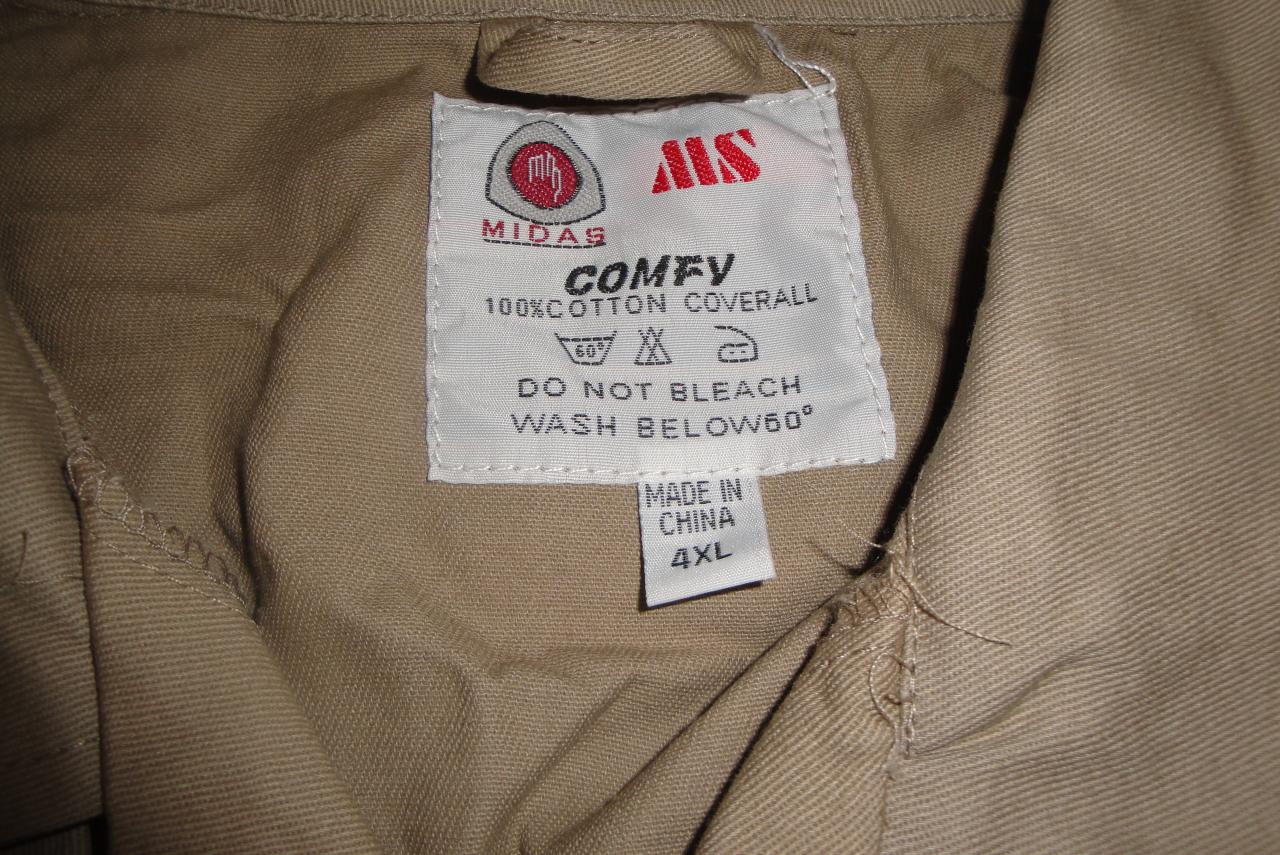 MS
MIDAS
COMFY
100%COTTON COVERALL
60°
DO NOT BLEACH
WASH BELOW60°
MADE IN
CHINA
4XL